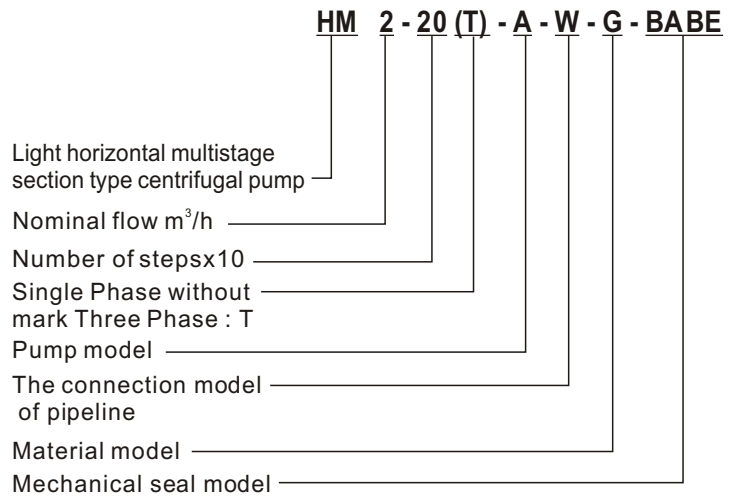 HM 2 - 20 (T) - A - W - G - BABE
Light horizontal multistage
section type centrifugal pump
Nominal flow m³/h
Number of stepsx10
Single Phase without
mark Three Phase : T
Pump model
The connection model
of pipeline
Material model
Mechanical seal model